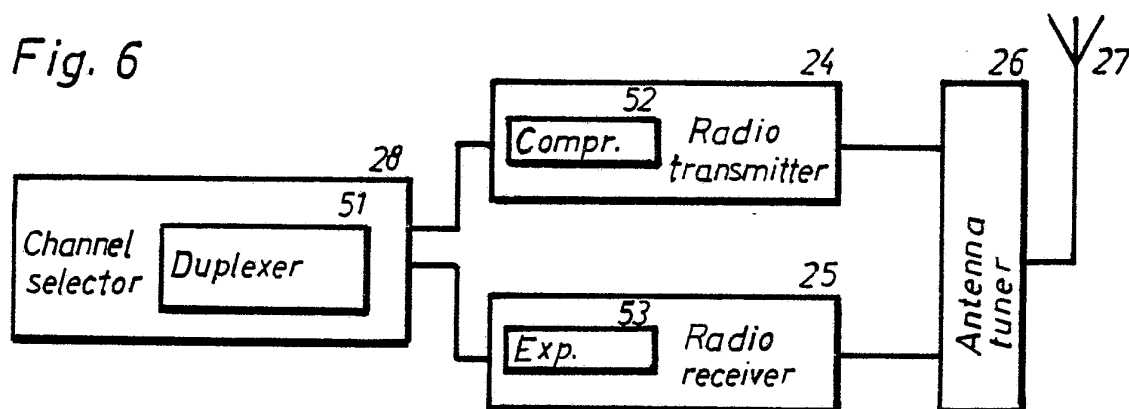 Fig. 6
24
26
27
52
Compr.
Radio
transmitter
28
51
Channel
selector
Duplexer
25
53
Exp.
Radio
receiver
Antenna
tuner